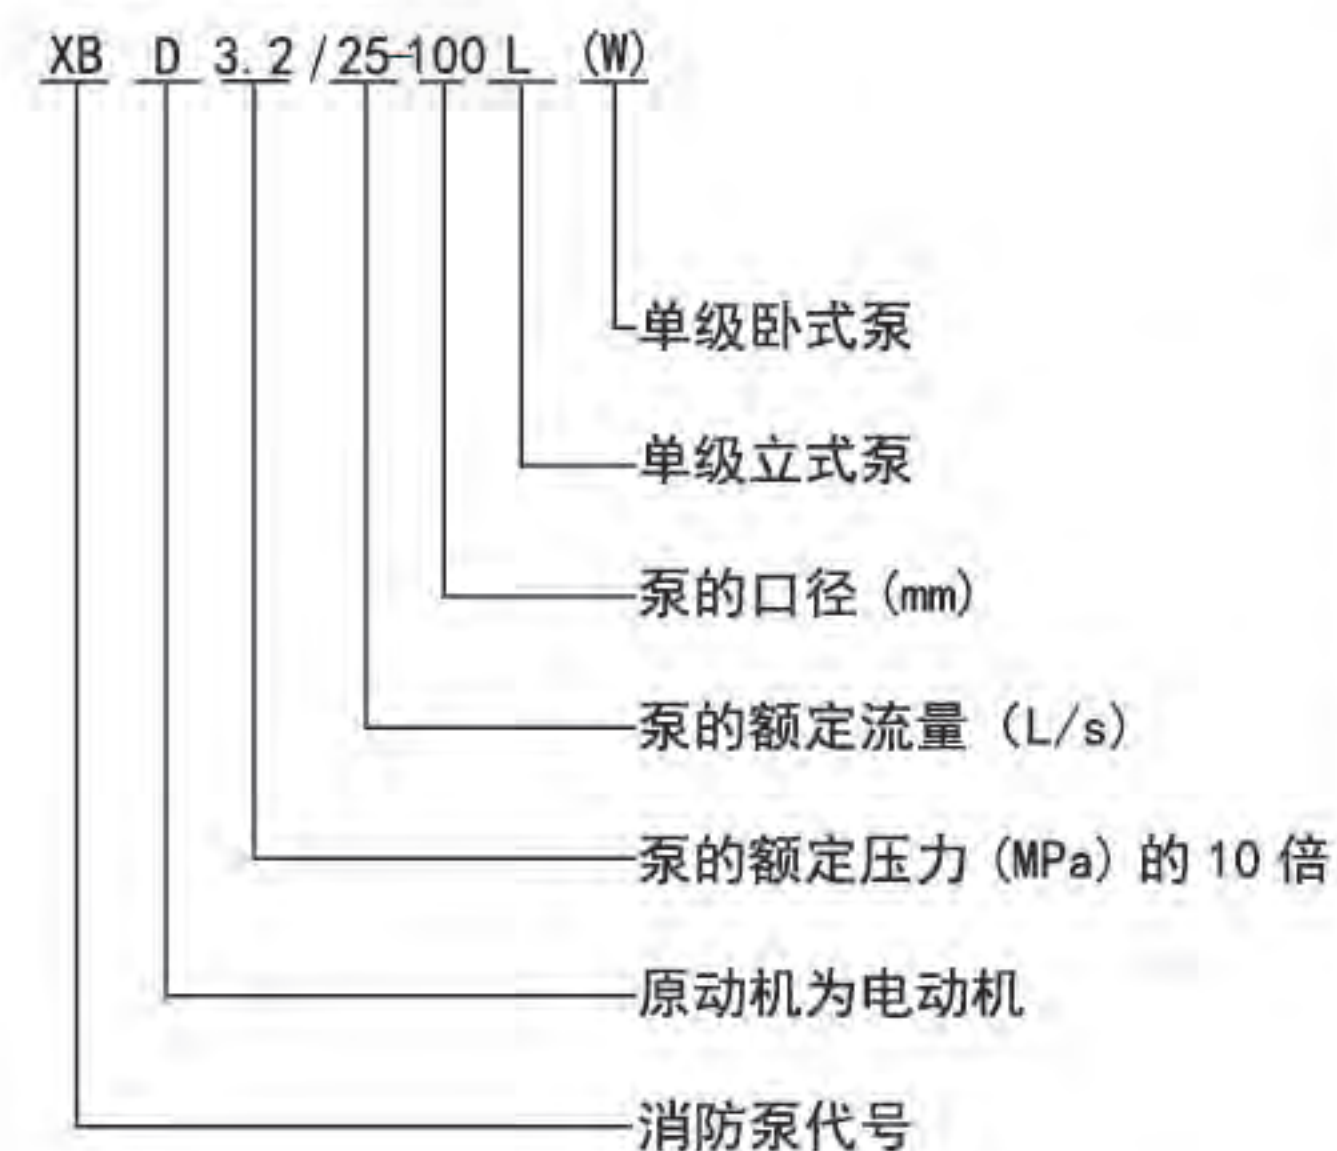 XB D 3.2/25-100 L (W)
单级卧式泵
单级立式泵
泵的口径(mm)
泵的额定流量(L/s)
泵的额定压力(MPa)的10倍
原动机为电动机
消防泵代号